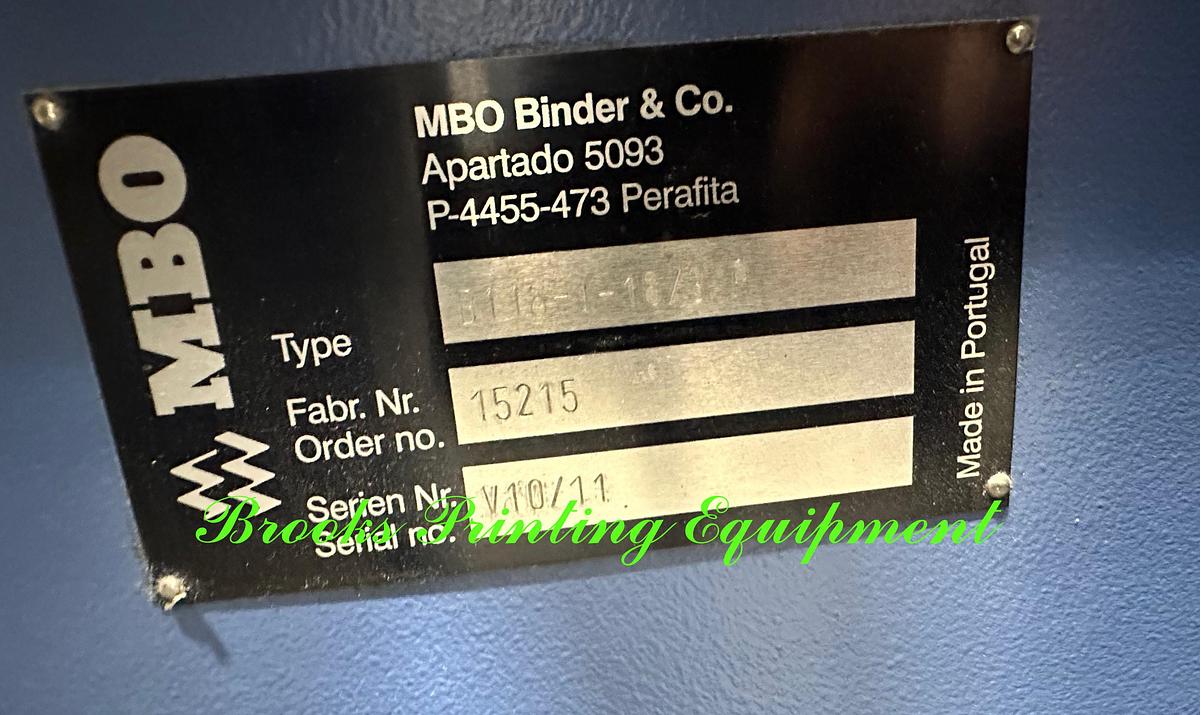 MBO
MBO Binder & Co.
Apartado 5093
P-4455-473 Perafita
Type
Fabr. Nr.
Order no.
15215
Serien Nr.
Serial no.
V10/11
Made in Portugal
Brooks Printing Equipment